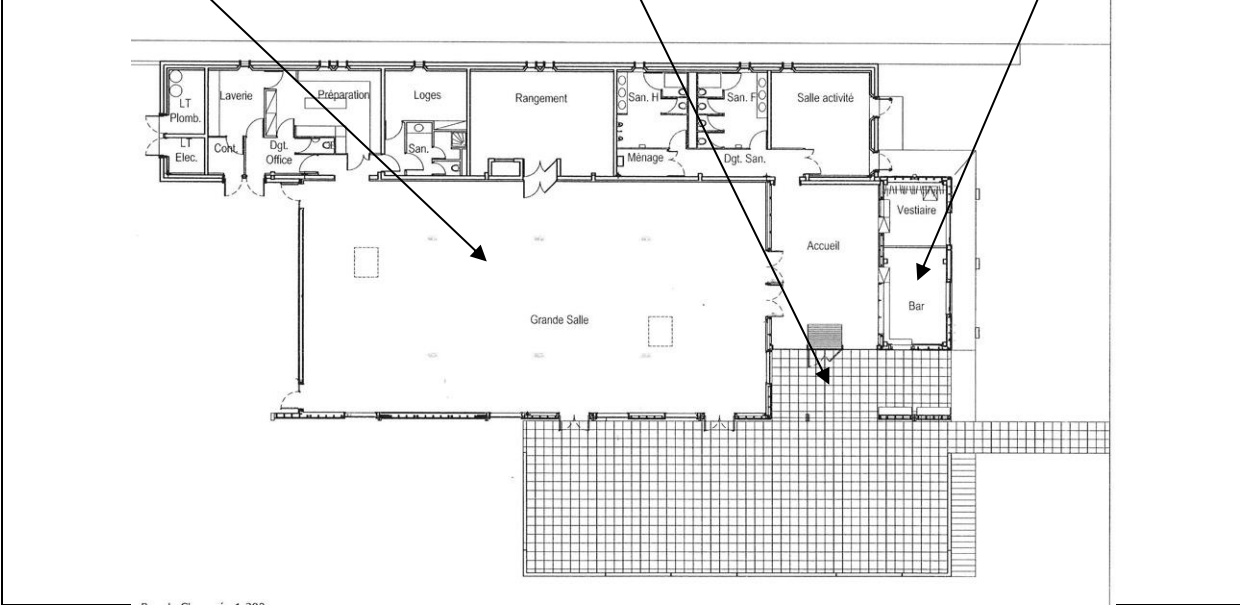 LT
Plomb.
Laverie
Préparation
Loges
Rangement
San. H
San. F
Salle activité
LT
Elec.
Cont.
Dgt.
Office
San.
Ménage
Dgt. San.
Vestiaire
Accueil
Bar
Grande Salle